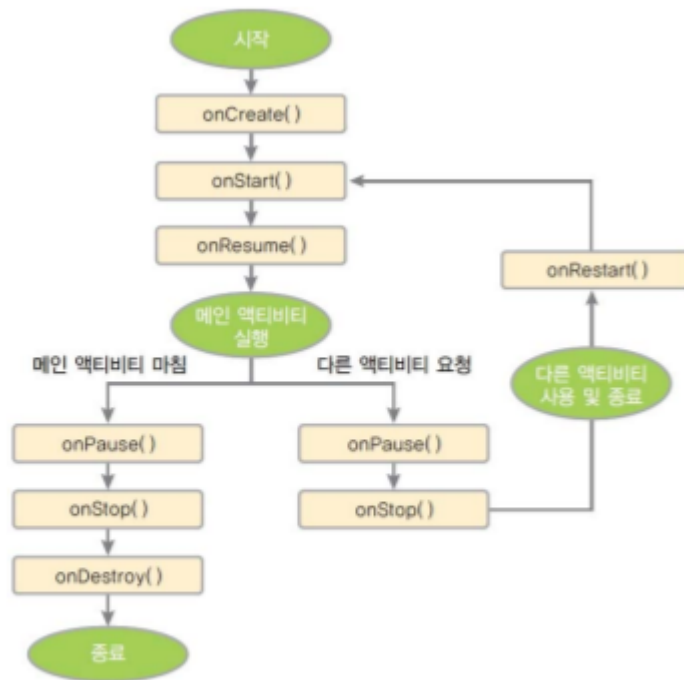 시작
onCreate( )
onStart( )
onResume( )
onRestart( )
메인 액티비티
실행
메인 액티비티 마침
다른 액티비티 요청
다른 액티비티
사용 및 종료
onPause( )
onPause( )
onStop( )
onStop( )
onDestroy( )
종료